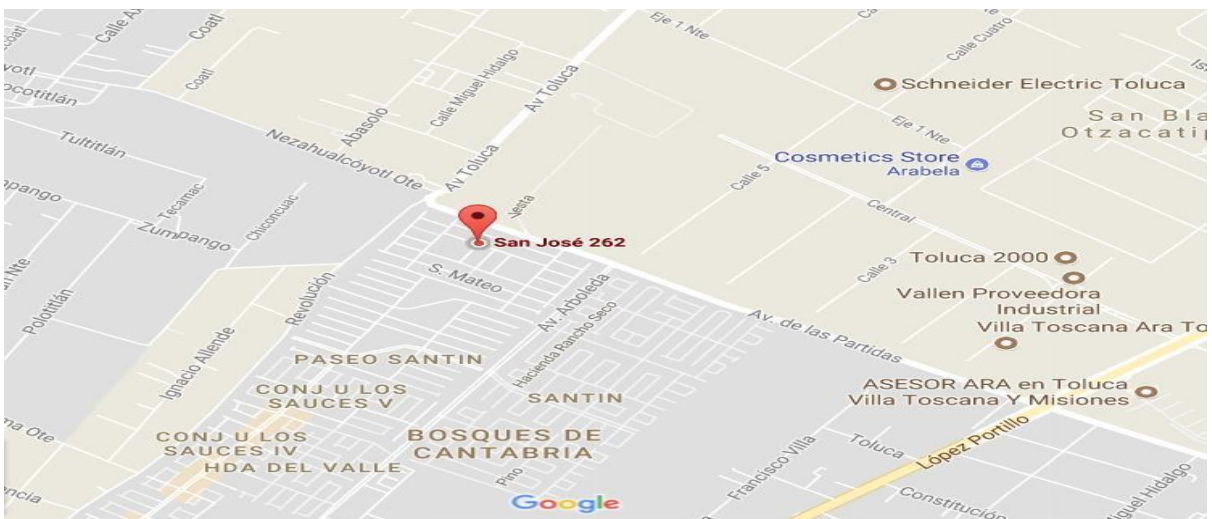 Calle Ax
Coatl
Eje 1 Nte
Calle Cuatro
Coatl
Calle Miguel Hidalgo
Av Toluca
Schneider Electric Toluca
Abasolo
Eje 1 Nte
San Bla
Otzacatip
Tultitlán
Nezahualcóyotl Ote
Av Toluca
Cosmetics Store
Arabela
Calle 5
Central
Tecamac
Zumpango
Chiconcuac
Vesta
San José 262
S. Mateo
Calle 3
Toluca 2000
Vallen Proveedora
Industrial
Villa Toscana Ara To
Polotitlán
Revolución
Av. Arboleda
Hacienda Rancho Seco
Av. de las Partidas
Ignacio Allende
PASEO SANTIN
CONJ U LOS
SAUCES V
SANTIN
ASESOR ARA en Toluca
Villa Toscana Y Misiones
CONJ U LOS
SAUCES IV
HDA DEL VALLE
BOSQUES DE
CANTABRIA
Pino
Francisco Villa
Toluca
López Portillo
Constitución
Miguel Hidalgo
Google